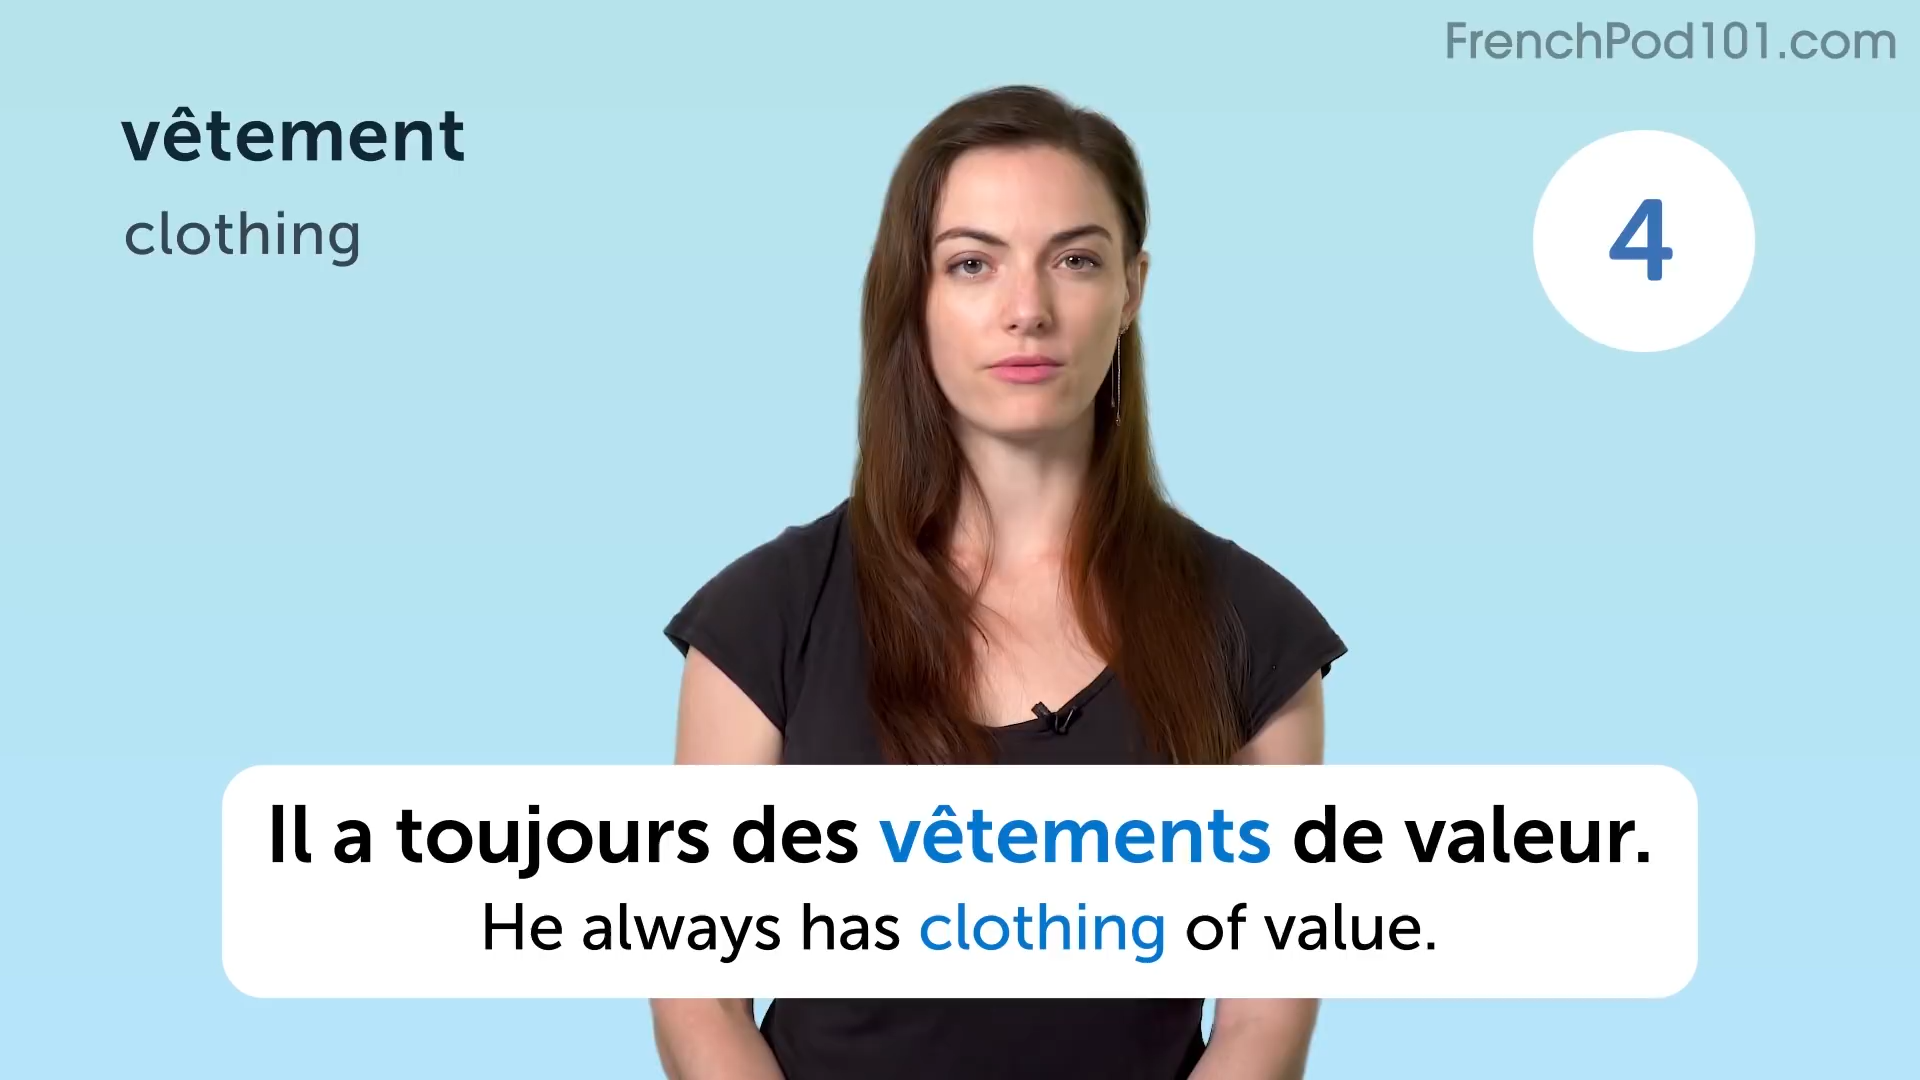 FrenchPod101.com
vêtement
clothing
4
Il a toujours des vêtements de valeur.
He always has clothing of value.